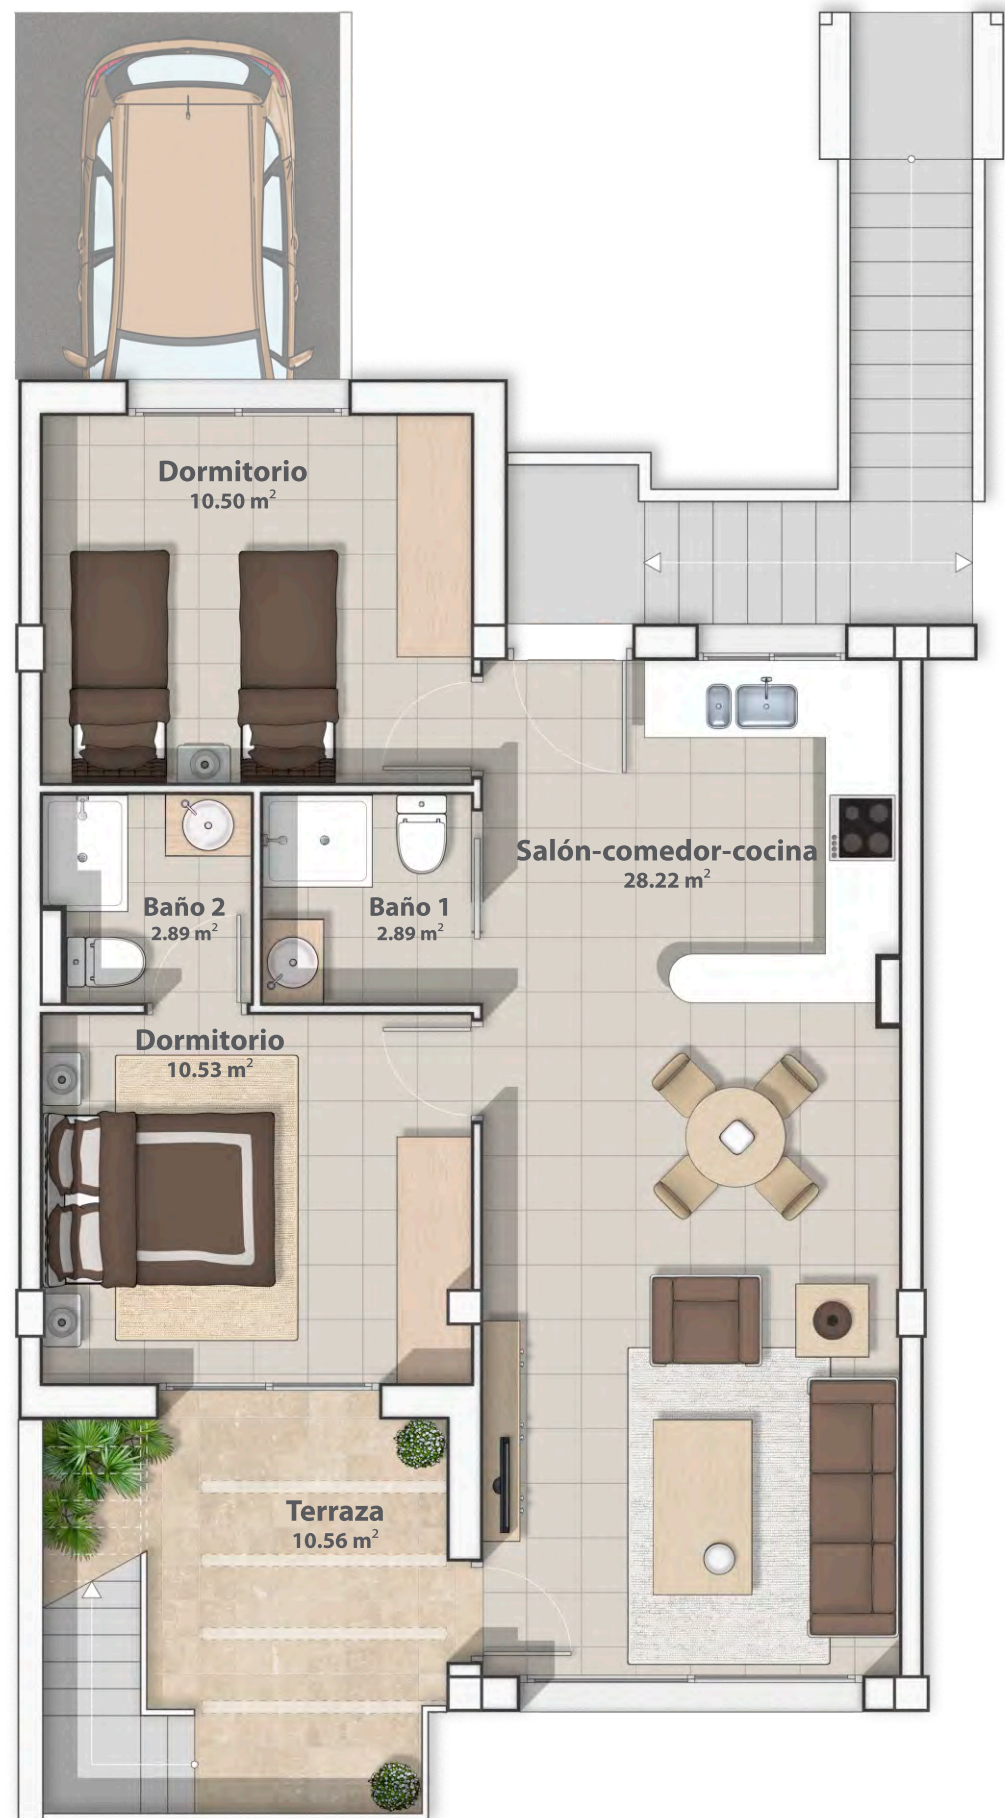 Dormitorio
10.50 m²
Salón-comedor-cocina
28.22 m²
Baño 2
2.89 m²
Baño 1
2.89 m²
Dormitorio
10.53 m²
Terraza
10.56 m²